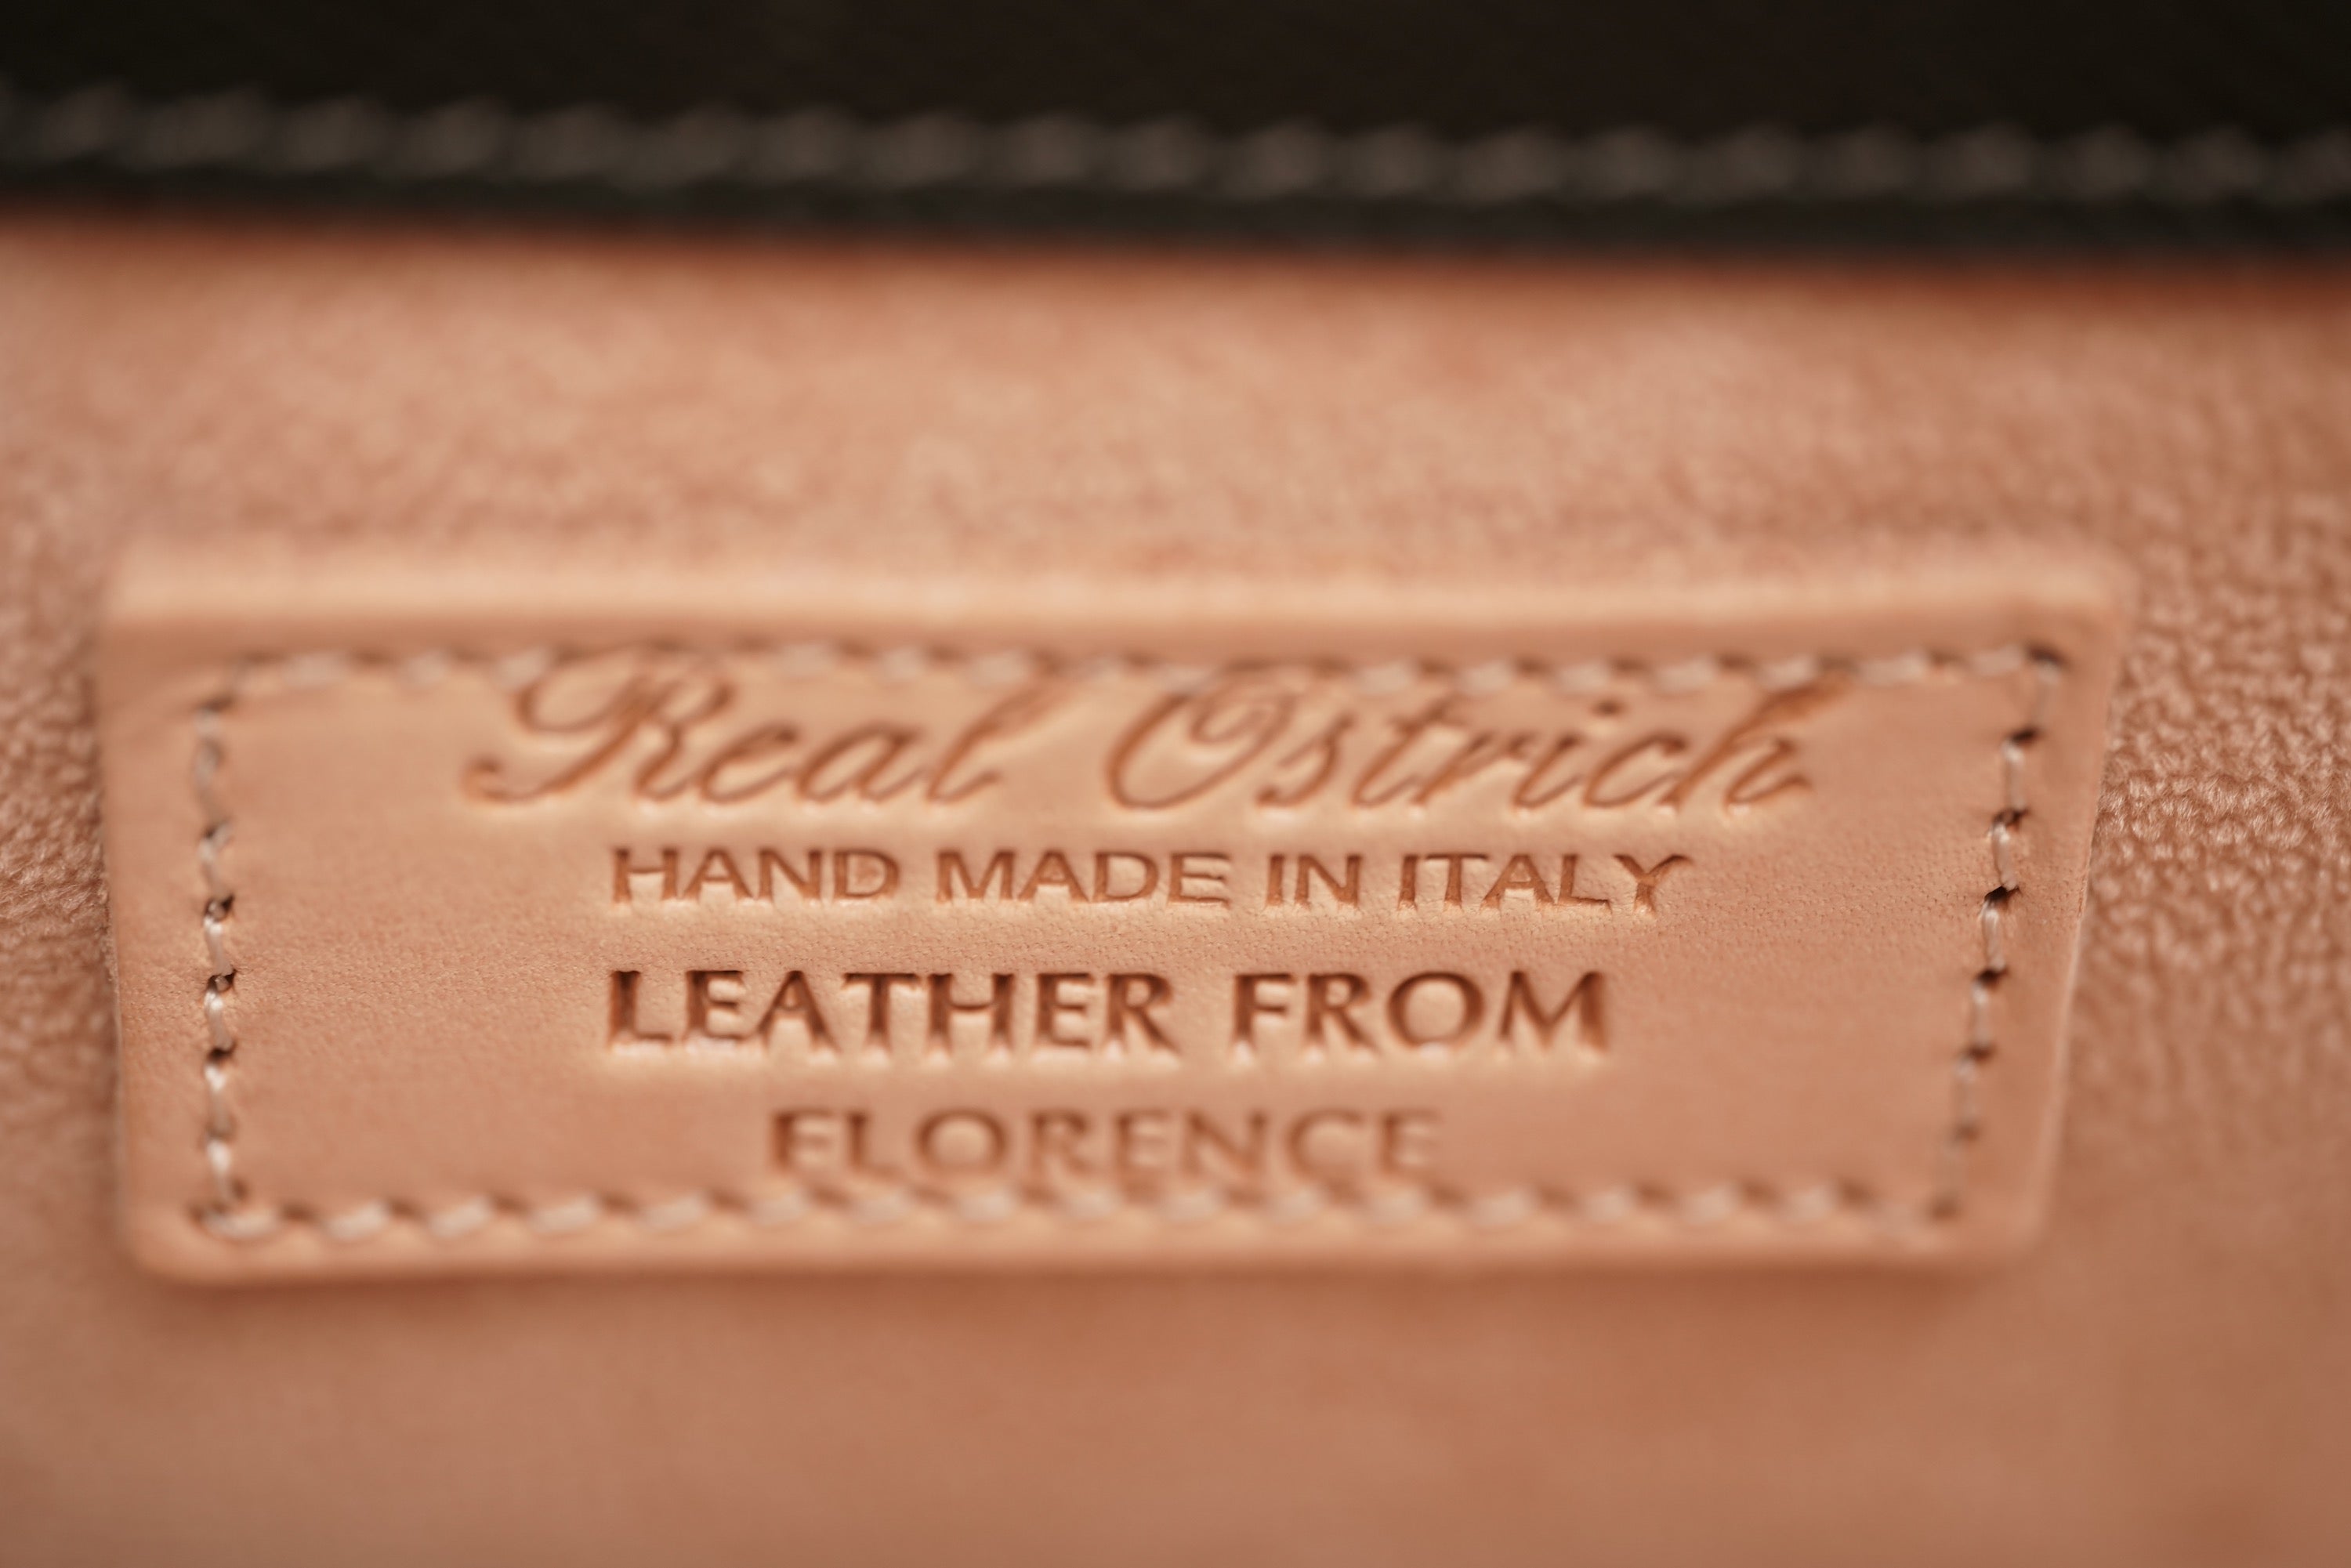 Real Ostrich
HAND MADE IN ITALY
LEATHER FROM
FLORENCE